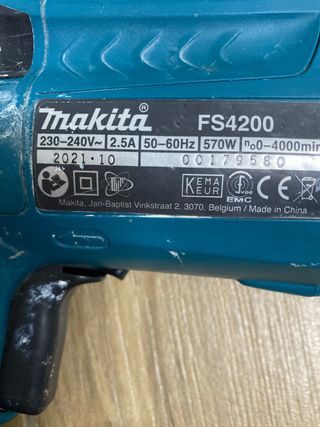 makita® FS4200
230-240V~ 2.5A 50-60Hz 570W n₀0-4000min
2021·10 00179580
KEMA KEUR EMC
Makita, Jan-Baptist Vinkstraat 2, 3070, Belgium / Made in China